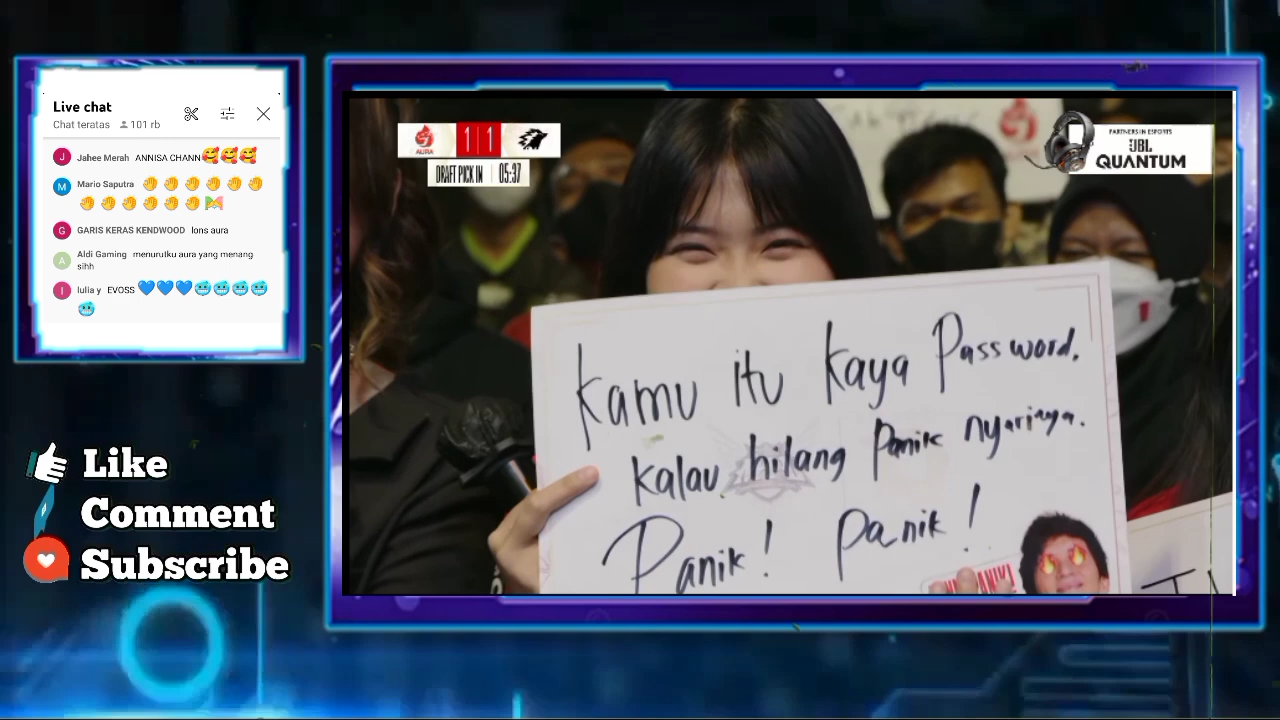 Live chat
Chat teratas 101 rb
Jahee Merah ANNNA CHANN
Mario Saputra
GARIS KERAS KENDWOOD lons aura
Aldi Gaming menurutku aura yang menang
sihh
lulia y EVOSS
Like
Comment
Subscribe
AURA
1 1
DRAFT PICK IN 05:37
PARTNERS IN ESPORTS
JBL
QUANTUM
Kamu itu kaya Password.
Kalau hilang Panik nyarinya.
Panik! Panik!